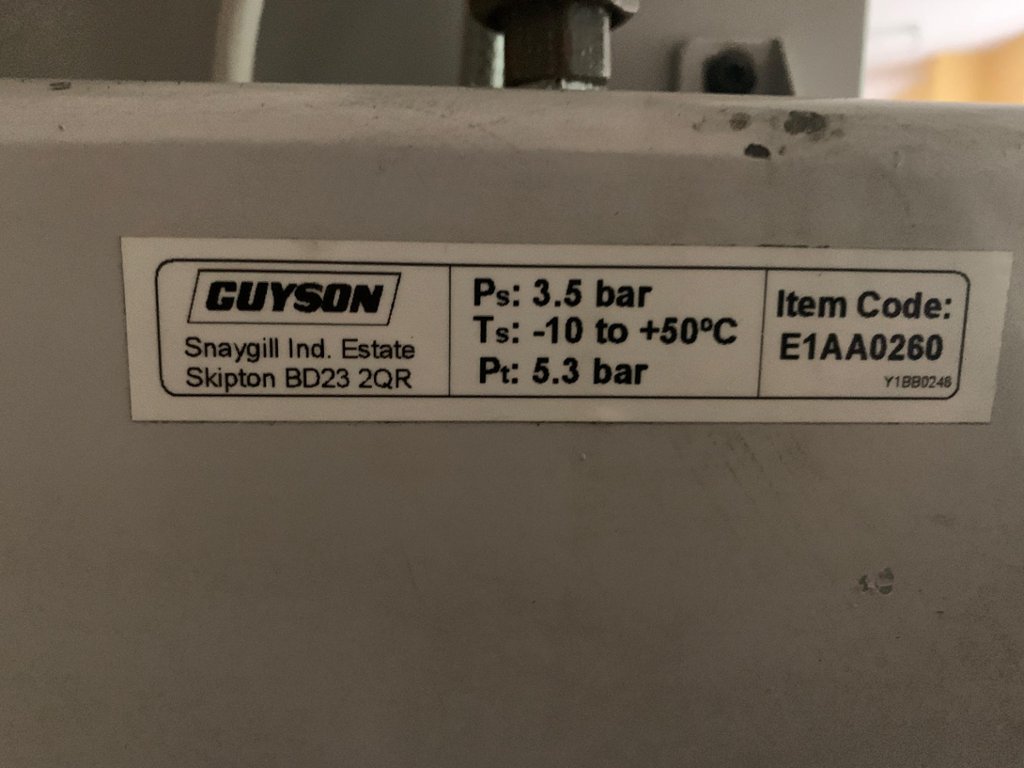 GUYSON
Snaygill Ind. Estate
Skipton BD23 2QR
Ps: 3.5 bar
Ts: -10 to +50ºC
Pt: 5.3 bar
Item Code:
E1AA0260
Y1BB0246